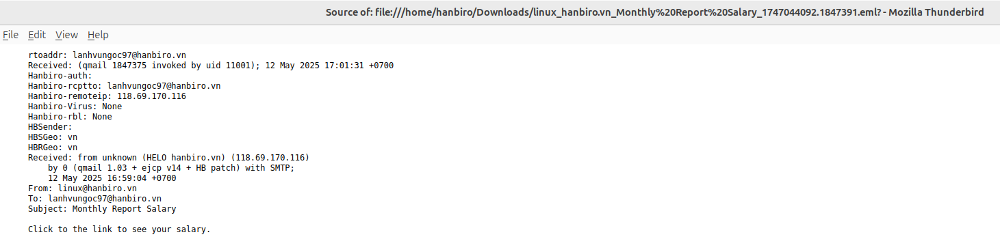 Source of: file:///home/hanbiro/Downloads/linux_hanbiro.vn_Monthly%20Report%20Salary_1747044092.1847391.eml? - Mozilla Thunderbird
File Edit View Help
rtoaddr: lanhvungoc97@hanbiro.vn
Received: (qmail 1847375 invoked by uid 11001); 12 May 2025 17:01:31 +0700
Hanbiro-auth:
Hanbiro-rcptto: lanhvungoc97@hanbiro.vn
Hanbiro-remoteip: 118.69.170.116
Hanbiro-Virus: None
Hanbiro-rbl: None
HBSender:
HBSGeo: vn
HBRGeo: vn
Received: from unknown (HELO hanbiro.vn) (118.69.170.116)
by 0 (qmail 1.03 + ejcp v14 + HB patch) with SMTP;
12 May 2025 16:59:04 +0700
From: linux@hanbiro.vn
To: lanhvungoc97@hanbiro.vn
Subject: Monthly Report Salary
Click to the link to see your salary.